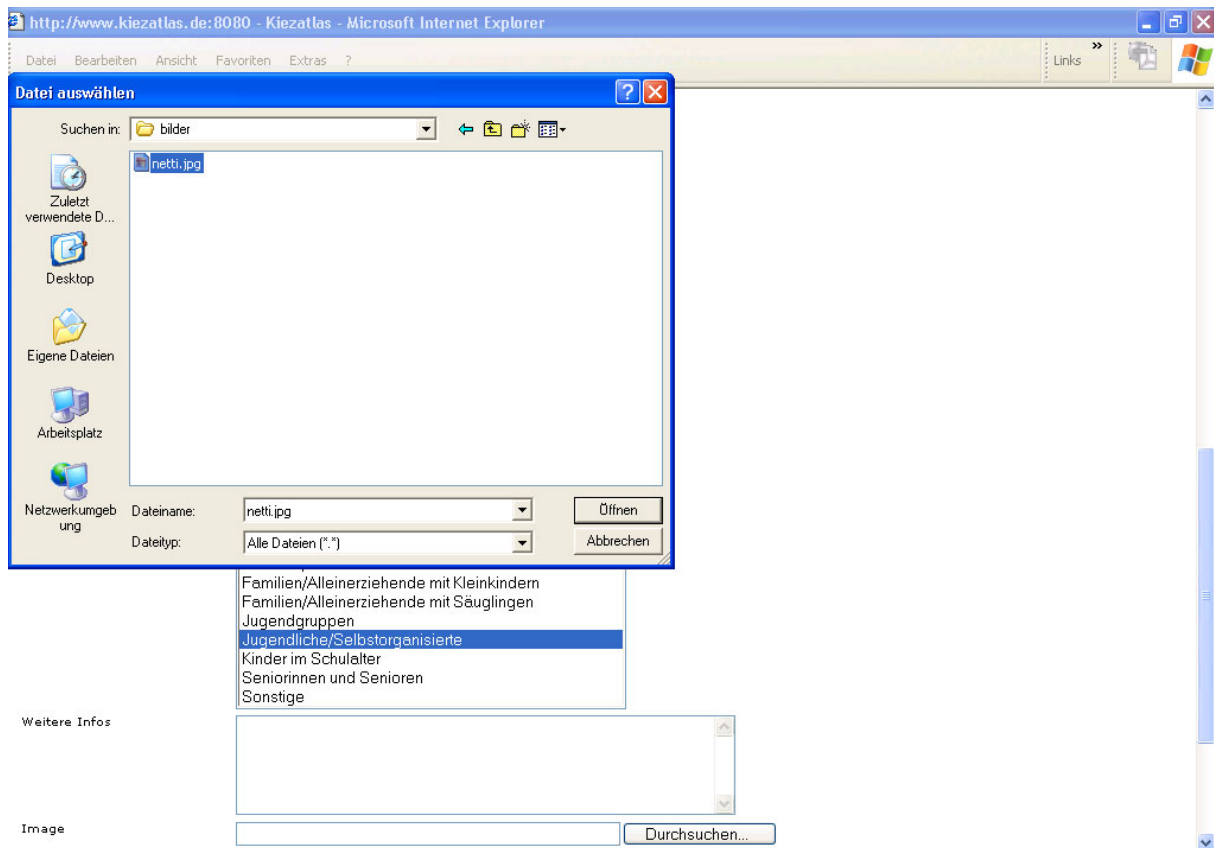 http://www.kiezatlas.de:8080 - Kiezatlas - Microsoft Internet Explorer
Datei Bearbeiten Ansicht Favoriten Extras ?
Links »
Datei auswählen
Suchen in: bilder
netti.jpg
Zuletzt
verwendete D...
Desktop
Eigene Dateien
Arbeitsplatz
Netzwerkumgeb
ung
Dateiname: netti.jpg Öffnen
Dateityp: Alle Dateien (*.*) Abbrechen
Familien/Alleinerziehende mit Kleinkindern
Familien/Alleinerziehende mit Säuglingen
Jugendgruppen
Jugendliche/Selbstorganisierte
Kinder im Schulalter
Seniorinnen und Senioren
Sonstige
Weitere Infos
Image Durchsuchen...